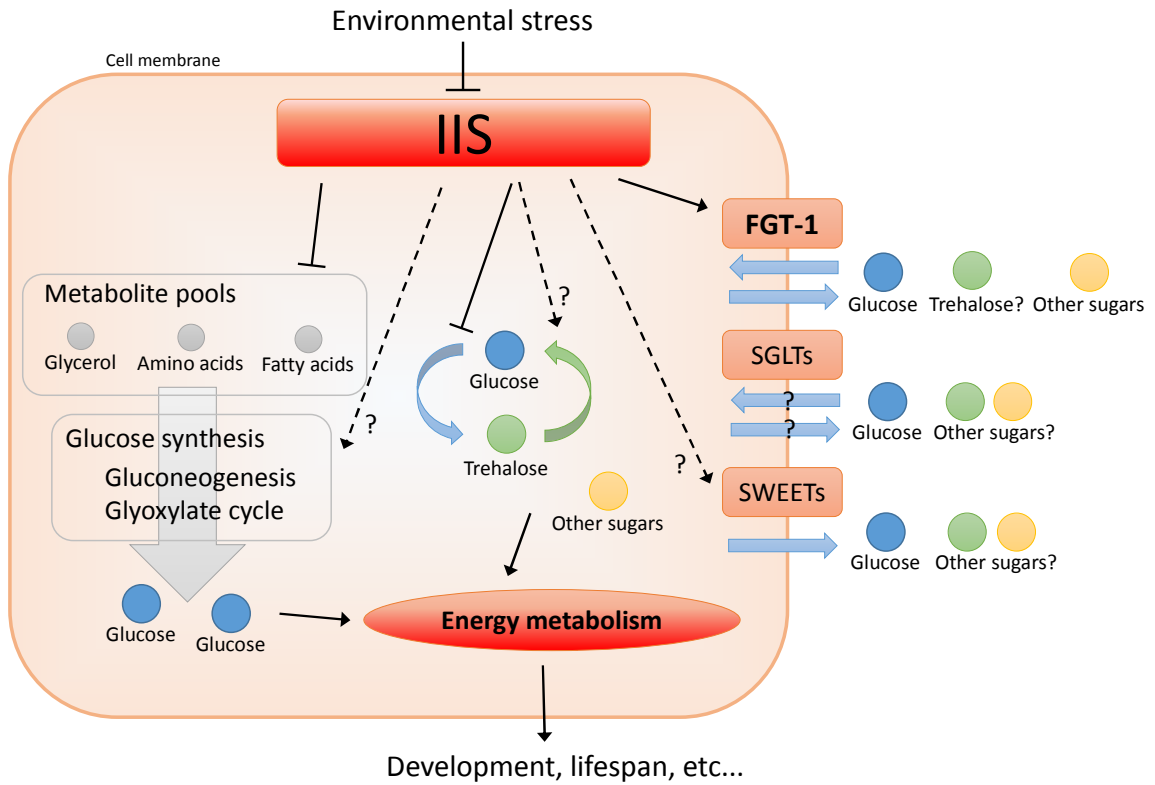 Environmental stress
Cell membrane
IIS
FGT-1
Glucose
Trehalose?
Other sugars
Metabolite pools
Glycerol
Amino acids
Fatty acids
?
Glucose
Trehalose
Other sugars
SGLTs
?
?
Glucose
Other sugars?
Glucose synthesis
Gluconeogenesis
Glyoxylate cycle
?
?
SWEETs
Glucose
Other sugars?
Glucose
Glucose
Energy metabolism
Development, lifespan, etc...